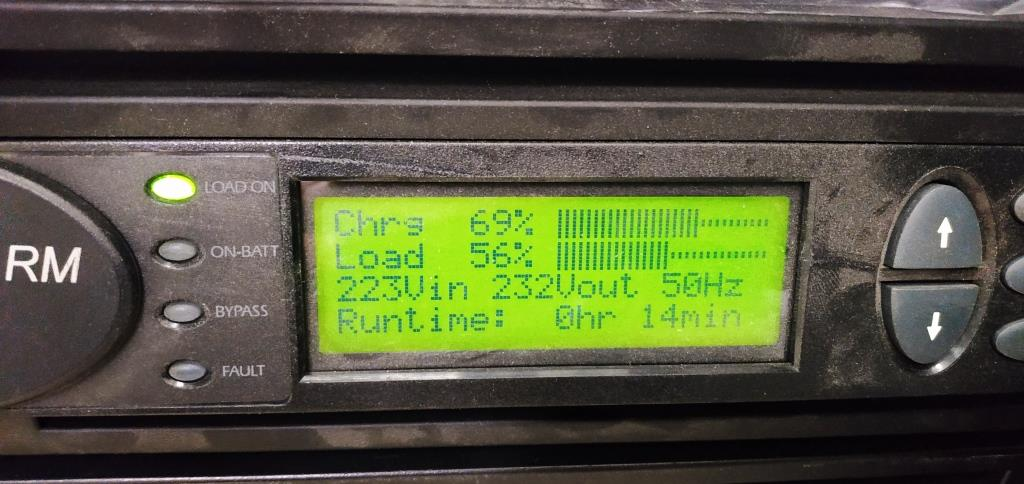 RM
LOAD ON
ON-BATT
BYPASS
FAULT
Chrg 69%
Load 56%
223Vin 232Vout 50Hz
Runtime: 0hr 14min